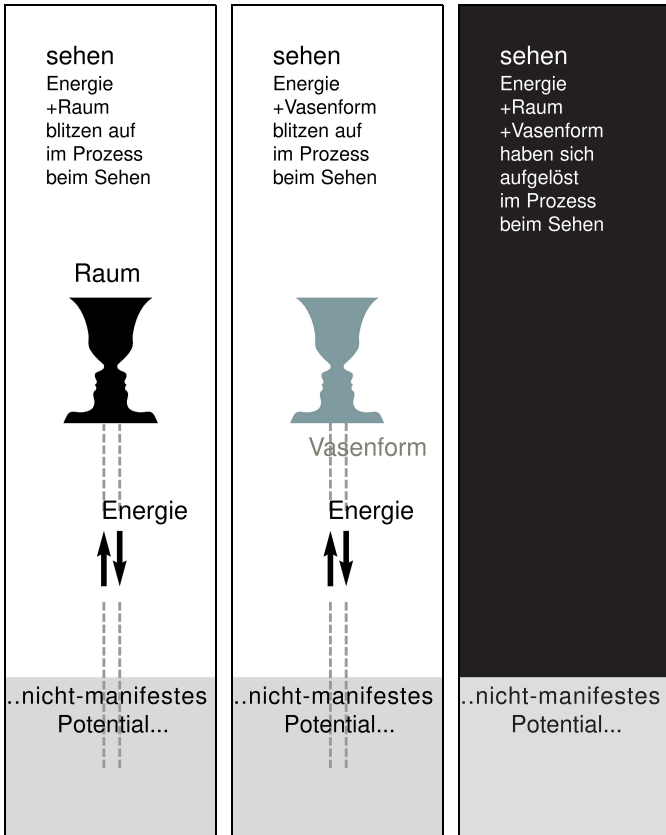 sehen
Energie
+Raum
blitzen auf
im Prozess
beim Sehen
Raum
Energie
..nicht-manifestes
Potential...
sehen
Energie
+Vasenform
blitzen auf
im Prozess
beim Sehen
Vasenform
Energie
..nicht-manifestes
Potential...
sehen
Energie
+Raum
+Vasenform
haben sich
aufgelöst
im Prozess
beim Sehen
..nicht-manifestes
Potential...